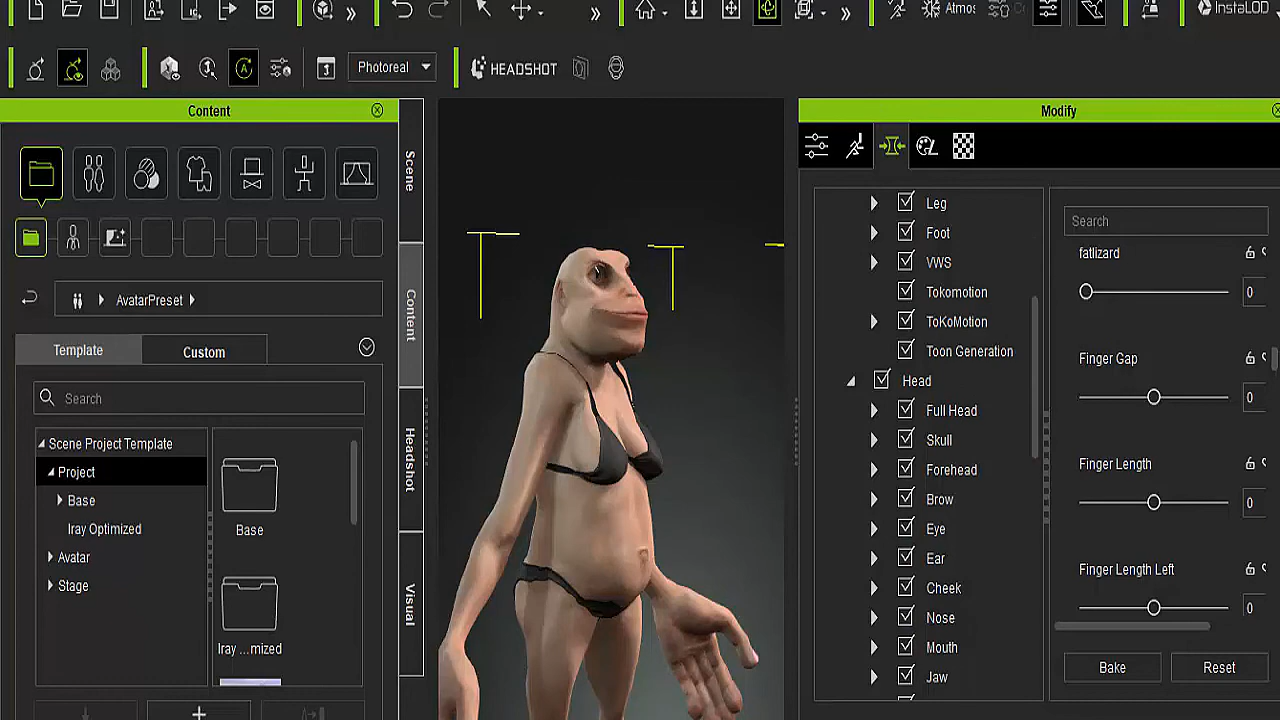 Atmos
InstaLOD
Photoreal
HEADSHOT
Content
Modify
Scene
Content
Headshot
Visual
AvatarPreset
Template
Custom
Search
Scene Project Template
Project
Base
Iray Optimized
Avatar
Stage
Base
Iray ...mized
Leg
Foot
VWS
Tokomotion
ToKoMotion
Toon Generation
Head
Full Head
Skull
Forehead
Brow
Eye
Ear
Cheek
Nose
Mouth
Jaw
Search
fatlizard
0
Finger Gap
0
Finger Length
0
Finger Length Left
0
Bake
Reset